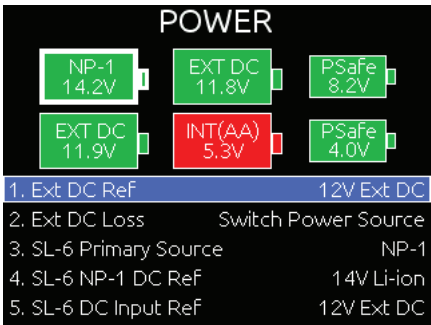 POWER
NP-1 EXT DC PSafe
14.2V 11.8V 8.2V
EXT DC INT(AA) PSafe
11.9V 5.3V 4.0V
1. Ext DC Ref 12V Ext DC
2. Ext DC Loss Switch Power Source
3. SL-6 Primary Source NP-1
4. SL-6 NP-1 DC Ref 14V Li-ion
5. SL-6 DC Input Ref 12V Ext DC